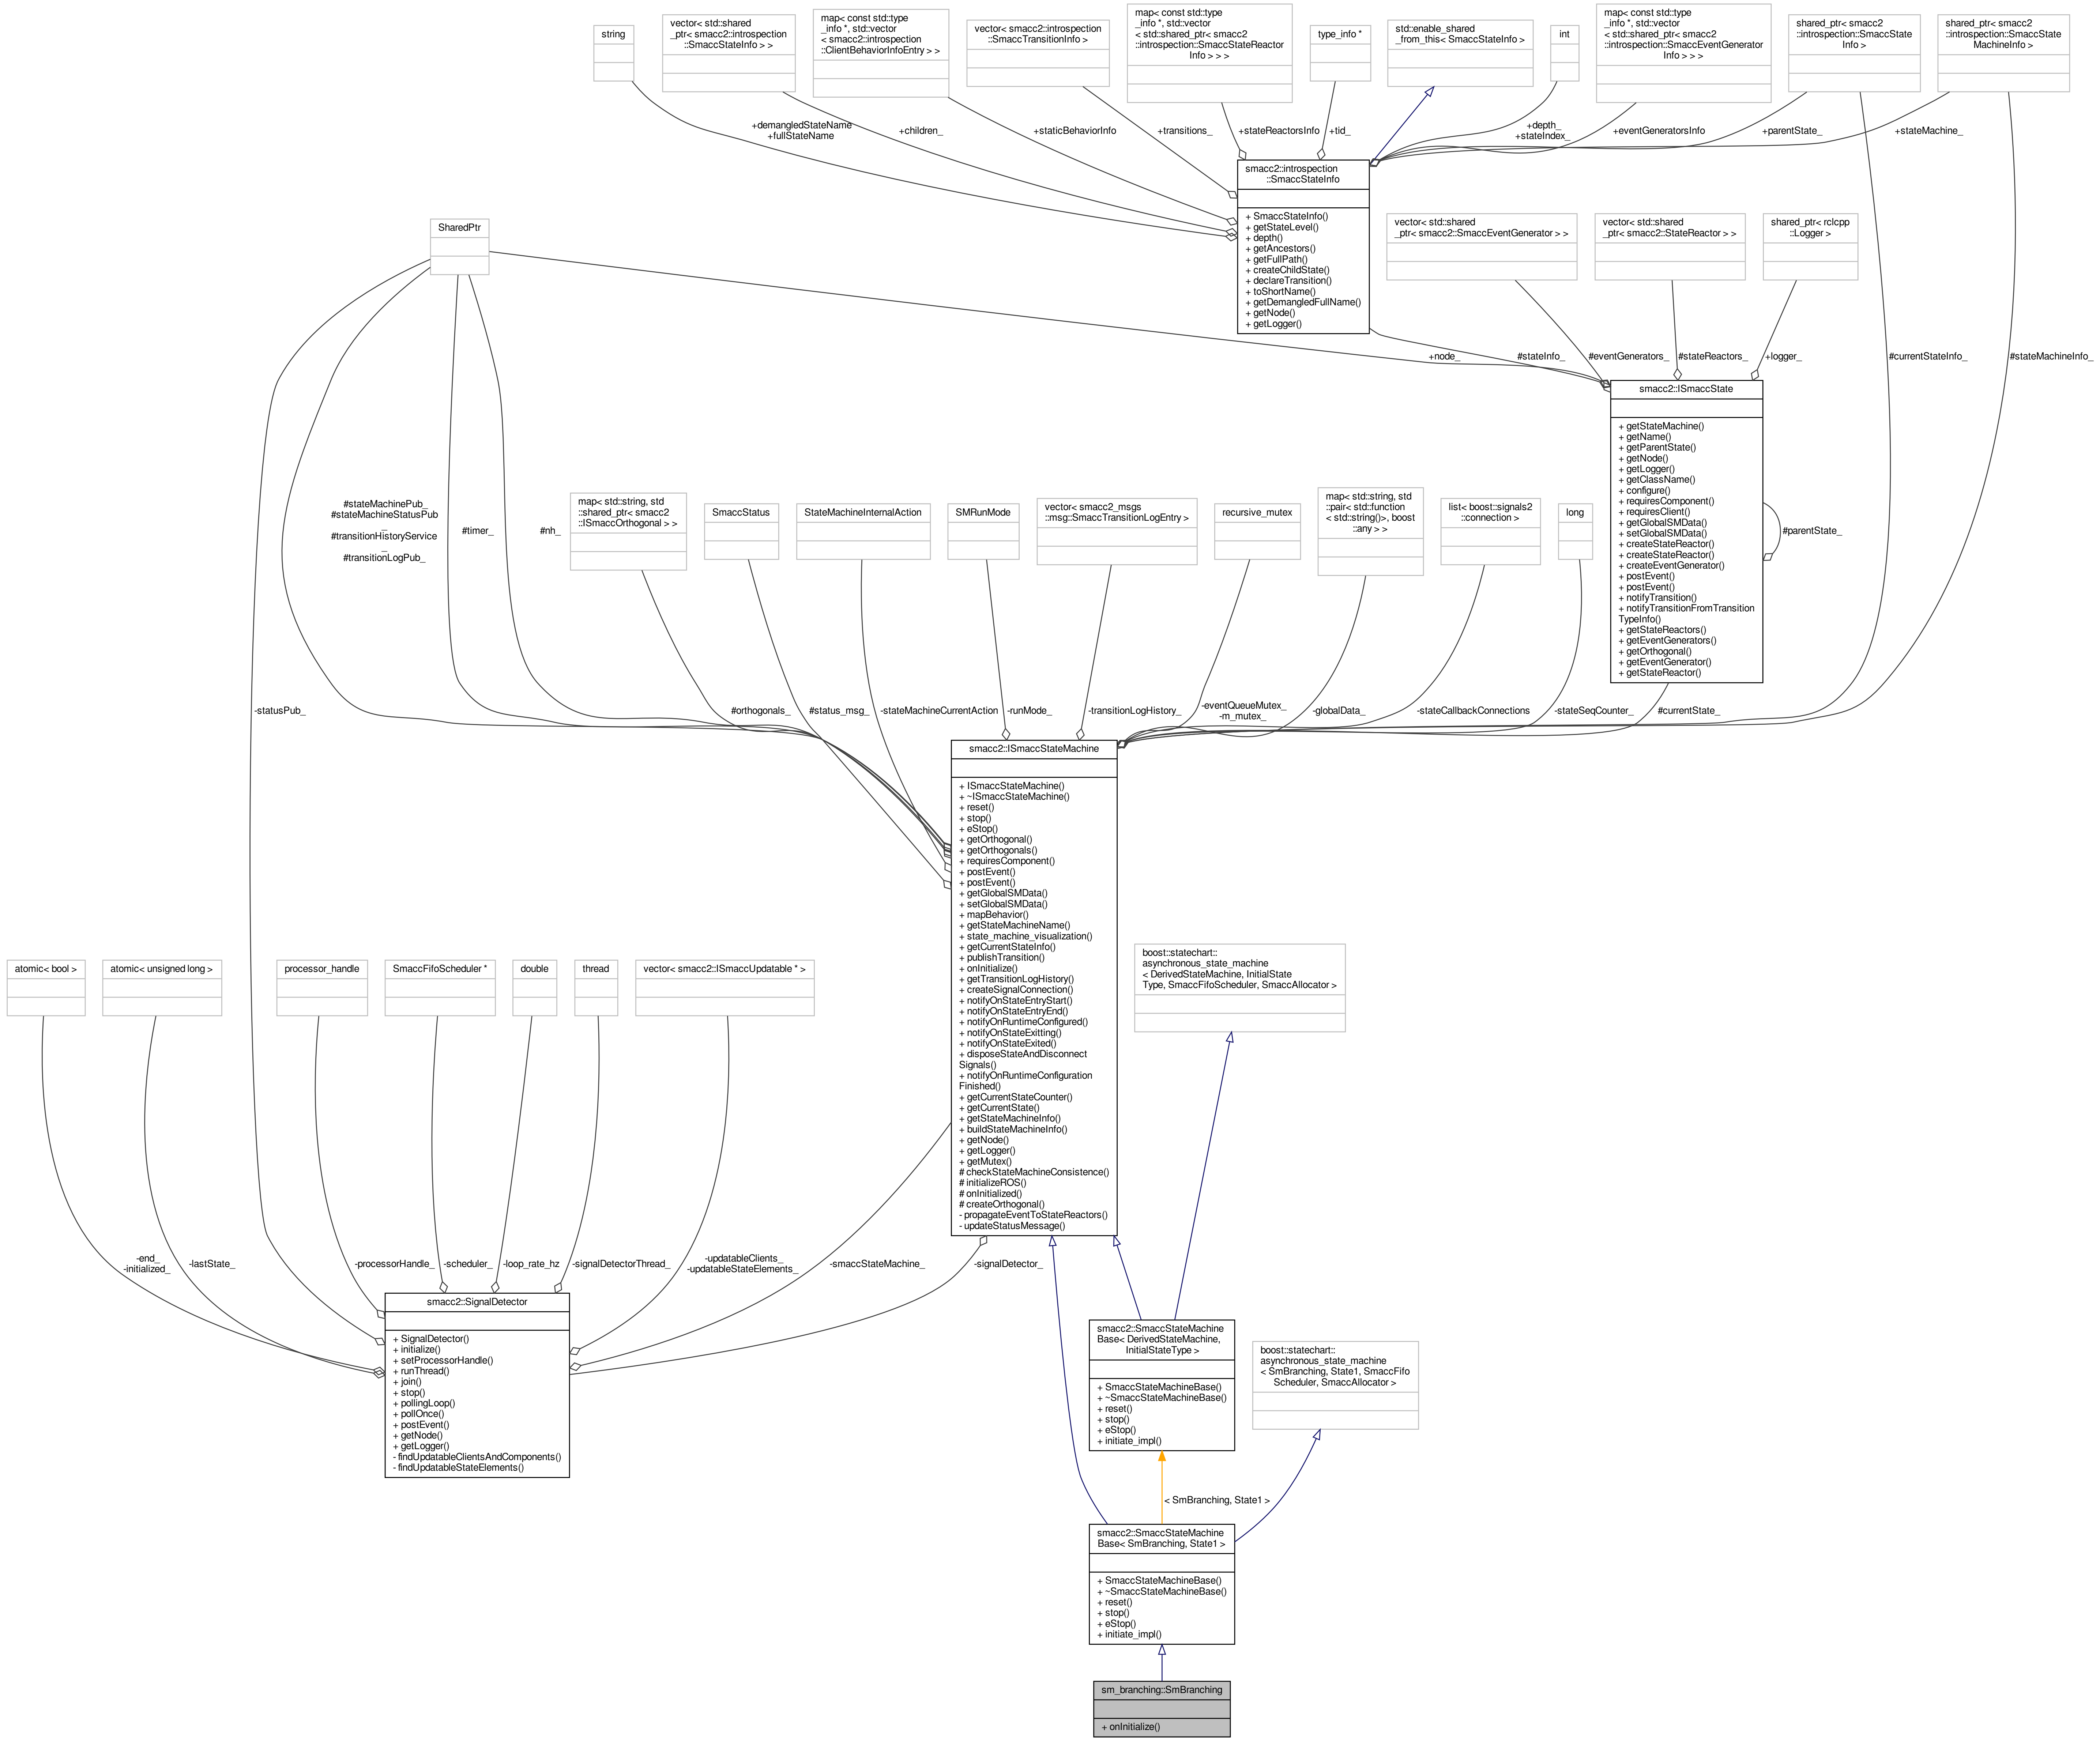 string
vector< std::shared
_ptr< smacc2::introspection
::SmaccStateInfo > >
map< const std::type
_info *, std::vector
< smacc2::introspection
::ClientBehaviorInfoEntry > >
vector< smacc2::introspection
::SmaccTransitionInfo >
map< const std::type
_info *, std::vector
< std::shared_ptr< smacc2
::introspection::SmaccStateReactor
Info > > >
type_info *
std::enable_shared
_from_this< SmaccStateInfo >
int
map< const std::type
_info *, std::vector
< std::shared_ptr< smacc2
::introspection::SmaccEventGenerator
Info > > >
shared_ptr< smacc2
::introspection::SmaccState
Info >
shared_ptr< smacc2
::introspection::SmaccState
MachineInfo >
+demangledStateName
+fullStateName
+children_
+staticBehaviorInfo
+transitions_
+stateReactorsInfo
+tid_
+depth_
+stateIndex_
+eventGeneratorsInfo
+parentState_
+stateMachine_
smacc2::introspection
::SmaccStateInfo
+ SmaccStateInfo()
+ getStateLevel()
+ depth()
+ getAncestors()
+ getFullPath()
+ createChildState()
+ declareTransition()
+ toShortName()
+ getDemangledFullName()
+ getNode()
+ getLogger()
SharedPtr
vector< std::shared
_ptr< smacc2::SmaccEventGenerator > >
vector< std::shared
_ptr< smacc2::StateReactor > >
shared_ptr< rclcpp
::Logger >
+node_
#stateInfo_
#eventGenerators_
#stateReactors_
+logger_
#currentStateInfo_
#stateMachineInfo_
smacc2::ISmaccState
+ getStateMachine()
+ getName()
+ getParentState()
+ getNode()
+ getLogger()
+ getClassName()
+ configure()
+ requiresComponent()
+ requiresClient()
+ getGlobalSMData()
+ setGlobalSMData()
+ createStateReactor()
+ createStateReactor()
+ createEventGenerator()
+ postEvent()
+ postEvent()
+ notifyTransition()
+ notifyTransitionFromTransition
TypeInfo()
+ getStateReactors()
+ getEventGenerators()
+ getOrthogonal()
+ getEventGenerator()
+ getStateReactor()
#parentState_
#stateMachinePub_
#stateMachineStatusPub
_
#transitionHistoryService
_
#transitionLogPub_
#timer_
#nh_
map< std::string, std
::shared_ptr< smacc2
::ISmaccOrthogonal > >
SmaccStatus
StateMachineInternalAction
SMRunMode
vector< smacc2_msgs
::msg::SmaccTransitionLogEntry >
recursive_mutex
map< std::string, std
::pair< std::function
< std::string()>, boost
::any > >
list< boost::signals2
::connection >
long
-statusPub_
#orthogonals_
#status_msg_
-stateMachineCurrentAction
-runMode_
-transitionLogHistory_
-eventQueueMutex_
-m_mutex_
-globalData_
-stateCallbackConnections
-stateSeqCounter_
#currentState_
smacc2::ISmaccStateMachine
+ ISmaccStateMachine()
+ ~ISmaccStateMachine()
+ reset()
+ stop()
+ eStop()
+ getOrthogonal()
+ getOrthogonals()
+ requiresComponent()
+ postEvent()
+ postEvent()
+ getGlobalSMData()
+ setGlobalSMData()
+ mapBehavior()
+ getStateMachineName()
+ state_machine_visualization()
+ getCurrentStateInfo()
+ publishTransition()
+ onInitialize()
+ getTransitionLogHistory()
+ createSignalConnection()
+ notifyOnStateEntryStart()
+ notifyOnStateEntryEnd()
+ notifyOnRuntimeConfigured()
+ notifyOnStateExitting()
+ notifyOnStateExited()
+ disposeStateAndDisconnect
Signals()
+ notifyOnRuntimeConfiguration
Finished()
+ getCurrentStateCounter()
+ getCurrentState()
+ getStateMachineInfo()
+ buildStateMachineInfo()
+ getNode()
+ getLogger()
+ getMutex()
# checkStateMachineConsistence()
# initializeROS()
# onInitialized()
# createOrthogonal()
- propagateEventToStateReactors()
- updateStatusMessage()
atomic< bool >
atomic< unsigned long >
processor_handle
SmaccFifoScheduler *
double
thread
vector< smacc2::ISmaccUpdatable * >
boost::statechart::
asynchronous_state_machine
< DerivedStateMachine, InitialState
Type, SmaccFifoScheduler, SmaccAllocator >
-end_
-initialized_
-lastState_
-processorHandle_
-scheduler_
-loop_rate_hz
-signalDetectorThread_
-updatableClients_
-updatableStateElements_
-smaccStateMachine_
-signalDetector_
smacc2::SignalDetector
+ SignalDetector()
+ initialize()
+ setProcessorHandle()
+ runThread()
+ join()
+ stop()
+ pollingLoop()
+ pollOnce()
+ postEvent()
+ getNode()
+ getLogger()
- findUpdatableClientsAndComponents()
- findUpdatableStateElements()
smacc2::SmaccStateMachine
Base< DerivedStateMachine,
InitialStateType >
+ SmaccStateMachineBase()
+ ~SmaccStateMachineBase()
+ reset()
+ stop()
+ eStop()
+ initiate_impl()
boost::statechart::
asynchronous_state_machine
< SmBranching, State1, SmaccFifo
Scheduler, SmaccAllocator >
< SmBranching, State1 >
smacc2::SmaccStateMachine
Base< SmBranching, State1 >
+ SmaccStateMachineBase()
+ ~SmaccStateMachineBase()
+ reset()
+ stop()
+ eStop()
+ initiate_impl()
sm_branching::SmBranching
+ onInitialize()